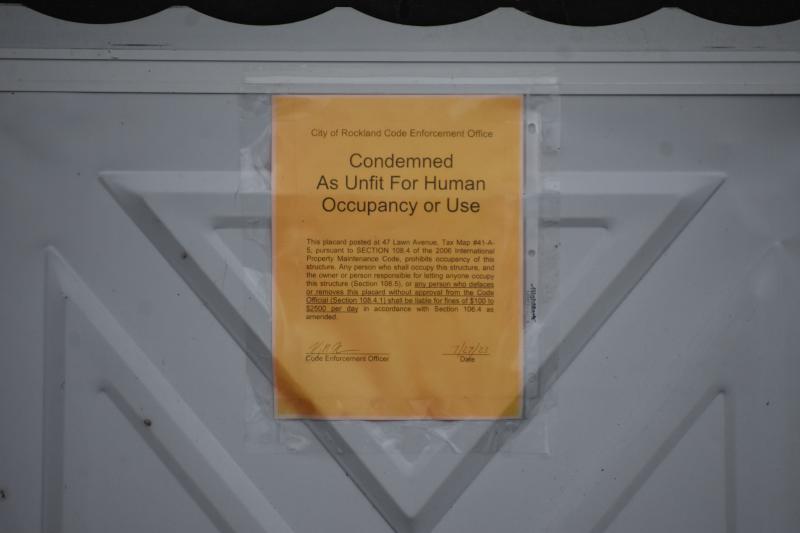 City of Rockland Code Enforcement Office
Condemned
As Unfit For Human
Occupancy or Use
This placard posted at 47 Lawn Avenue, Tax Map #41-A-
5, pursuant to SECTION 108.4 of the 2006 International
Property Maintenance Code, prohibits occupancy of this
structure. Any person who shall occupy this structure, and
the owner or person responsible for letting anyone occupy
this structure (Section 108.5), or any person who defaces
or removes this placard without approval from the Code
Official (Section 108.4.1) shall be liable for fines of $100 to
$2500 per day in accordance with Section 106.4 as
amended.
Code Enforcement Officer
Date